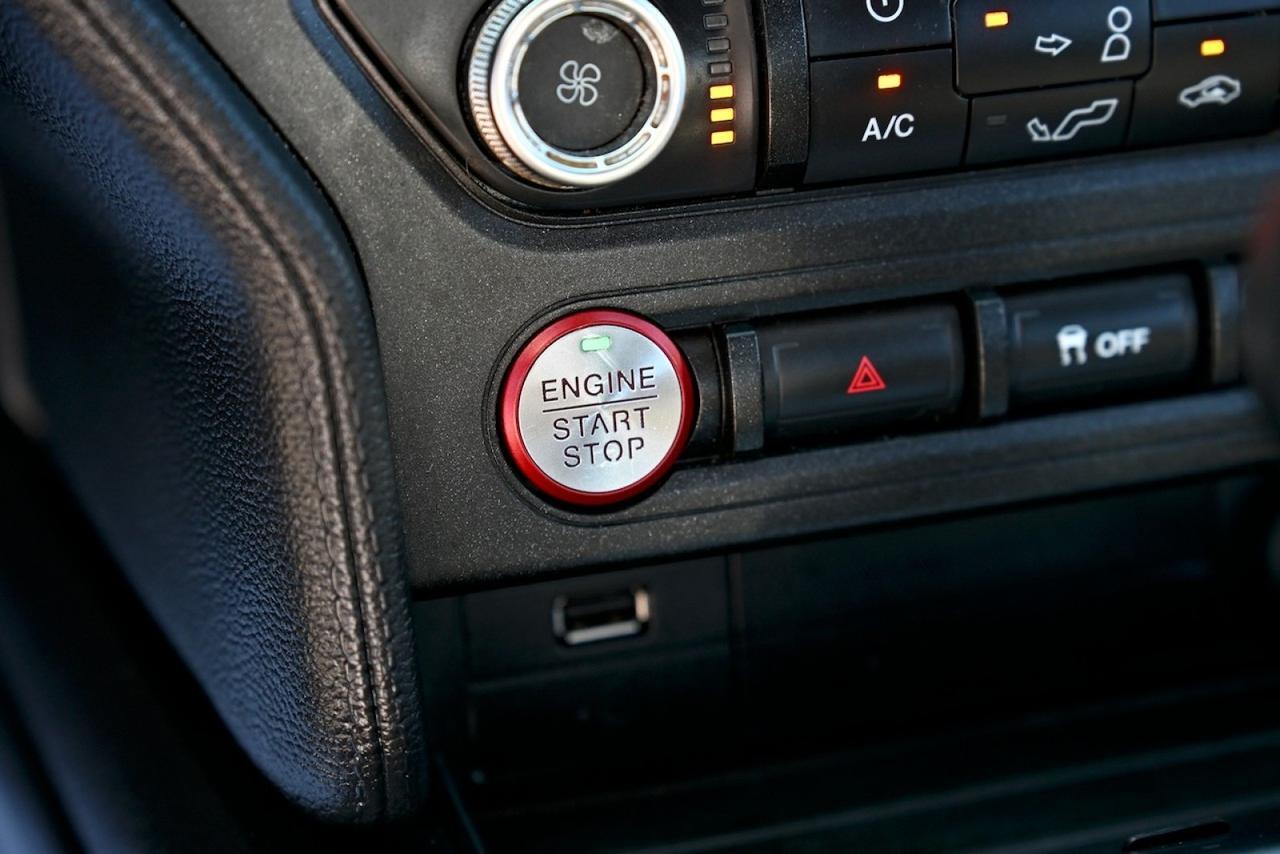 A/C
ENGINE
START
STOP
OFF